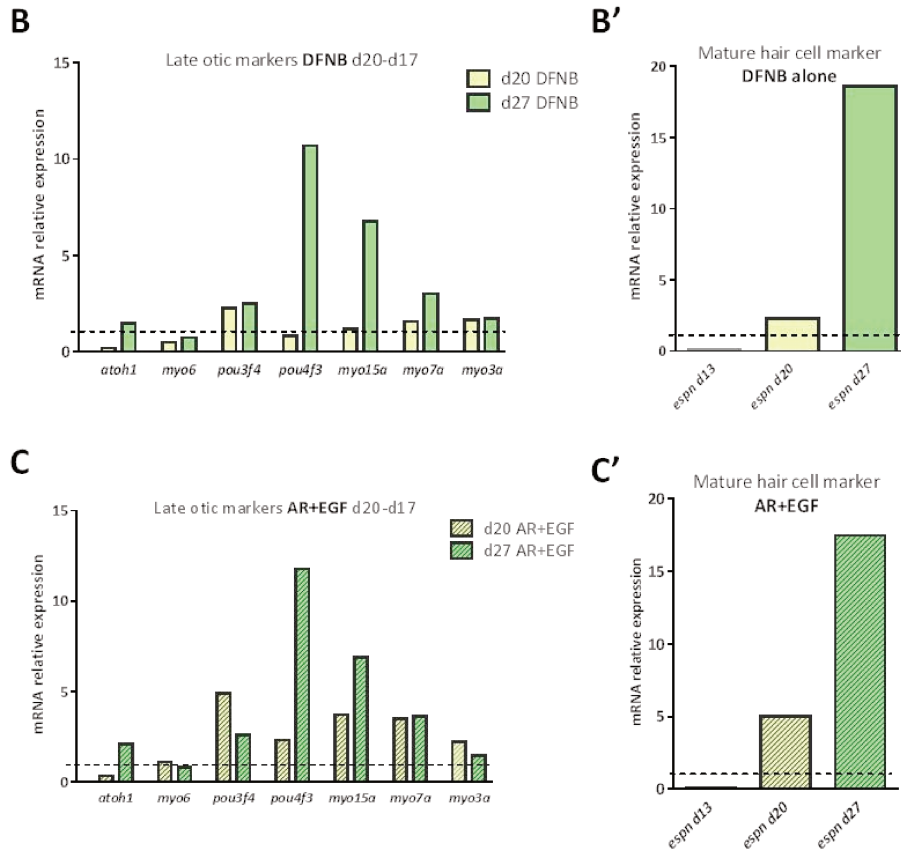 B
Late otic markers DFNB d20-d17
d20 DFNB
d27 DFNB
mRNA relative expression
15
10
5
0
atoh1 myo6 pou3f4 pou4f3 myo15a myo7a myo3a
B'
Mature hair cell marker
DFNB alone
mRNA relative expression
20
15
10
5
0
espn d13 espn d20 espn d27
C
Late otic markers AR+EGF d20-d17
d20 AR+EGF
d27 AR+EGF
mRNA relative expression
15
10
5
0
atoh1 myo6 pou3f4 pou4f3 myo15a myo7a myo3a
C'
Mature hair cell marker
AR+EGF
mRNA relative expression
20
15
10
5
0
espn d13 espn d20 espn d27